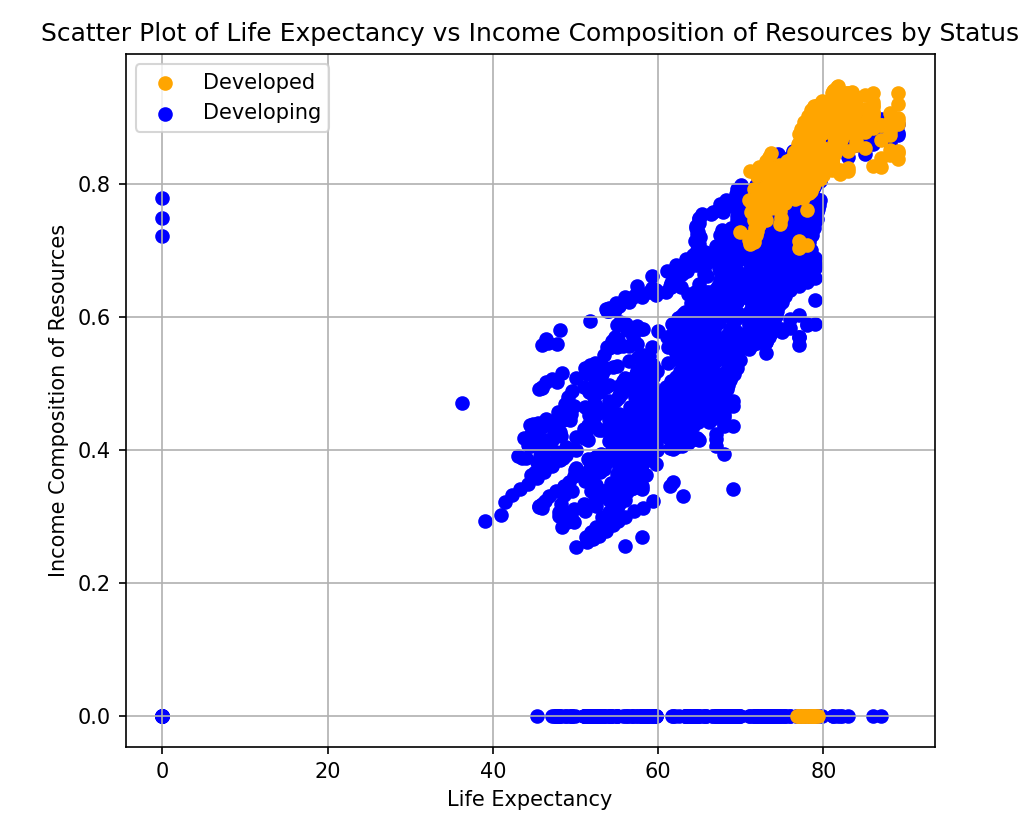 Scatter Plot of Life Expectancy vs Income Composition of Resources by Status
Developed
Developing
Income Composition of Resources
0.8
0.6
0.4
0.2
0.0
0 20 40 60 80
Life Expectancy